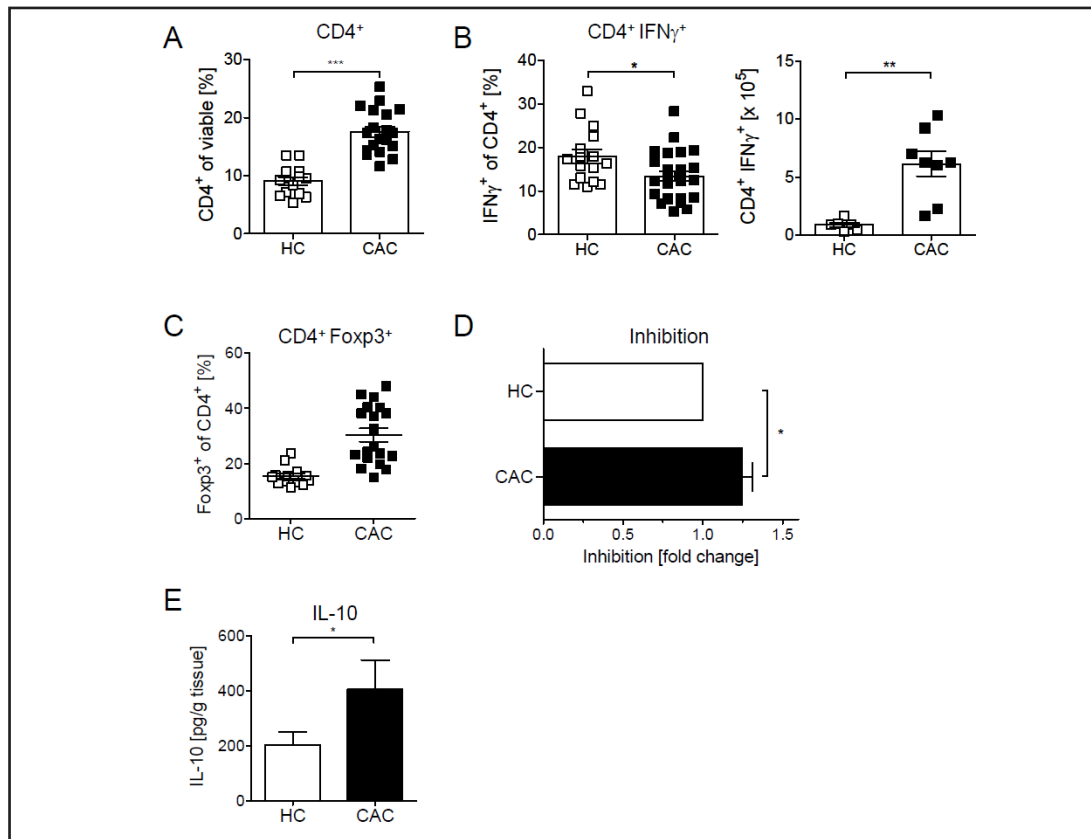 A
CD4⁺
CD4⁺ of viable [%]
30
20
10
0
***
HC
CAC
B
CD4⁺ IFNγ⁺
IFNγ⁺ of CD4⁺ [%]
40
30
20
10
0
*
HC
CAC
CD4⁺ IFNγ⁺ [x 10⁵]
15
10
5
0
**
HC
CAC
C
CD4⁺ Foxp3⁺
Foxp3⁺ of CD4⁺ [%]
60
40
20
0
HC
CAC
D
Inhibition
HC
CAC
*
0.0
0.5
1.0
1.5
Inhibition [fold change]
E
IL-10
IL-10 [pg/g tissue]
600
400
200
0
*
HC
CAC